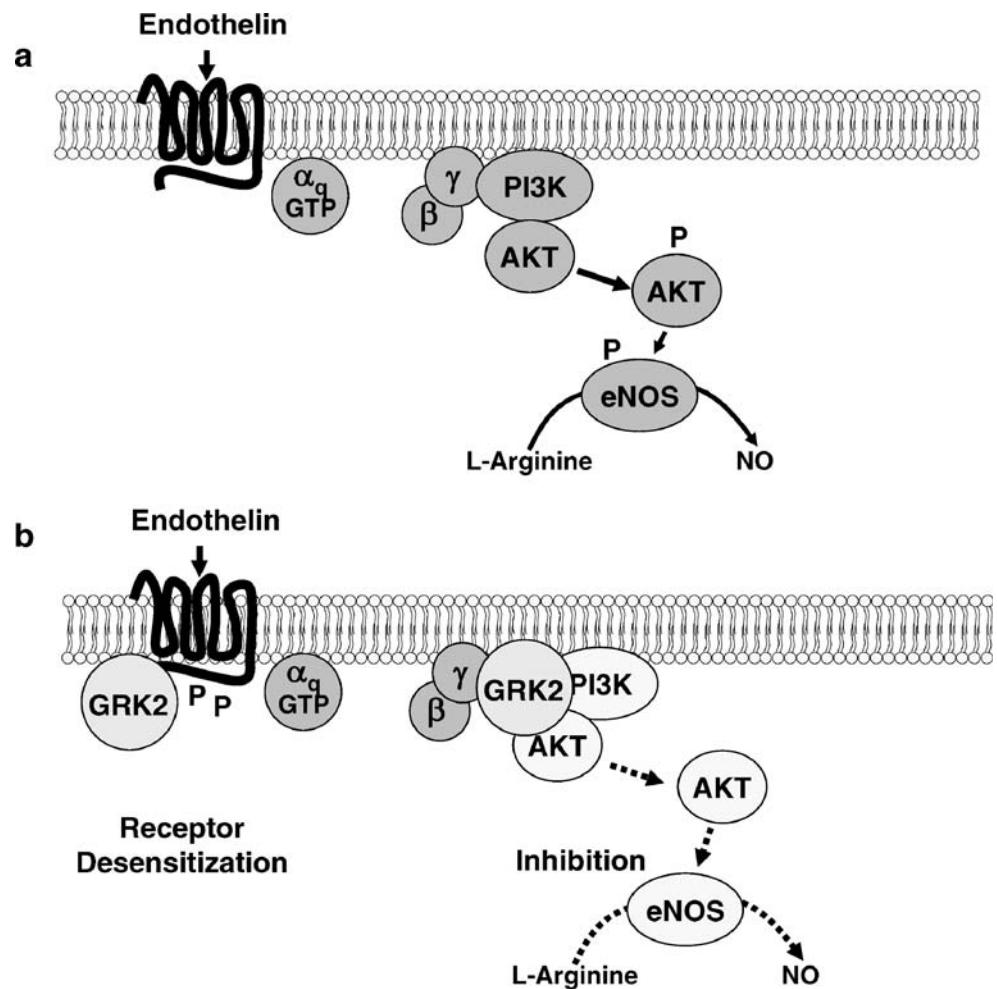 Endothelin
a
αq
GTP
γ
β
PI3K
AKT
P
AKT
P
eNOS
L-Arginine
NO
Endothelin
b
GRK2
P P
αq
GTP
γ
β
GRK2
PI3K
AKT
AKT
Receptor
Desensitization
Inhibition
eNOS
L-Arginine
NO